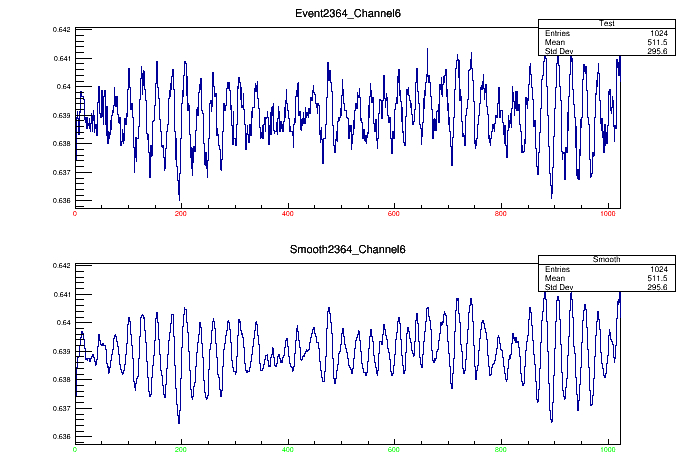 Event2364_Channel6
Test
Entries 1024
Mean 511.5
Std Dev 295.6
0.641
0.64
0.639
0.638
0.637
0.636
0 200 400 600 800 1000
Smooth2364_Channel6
Smooth
Entries 1024
Mean 511.5
Std Dev 295.6
0.642
0.641
0.64
0.639
0.638
0.637
0.636
0 200 400 600 800 1000